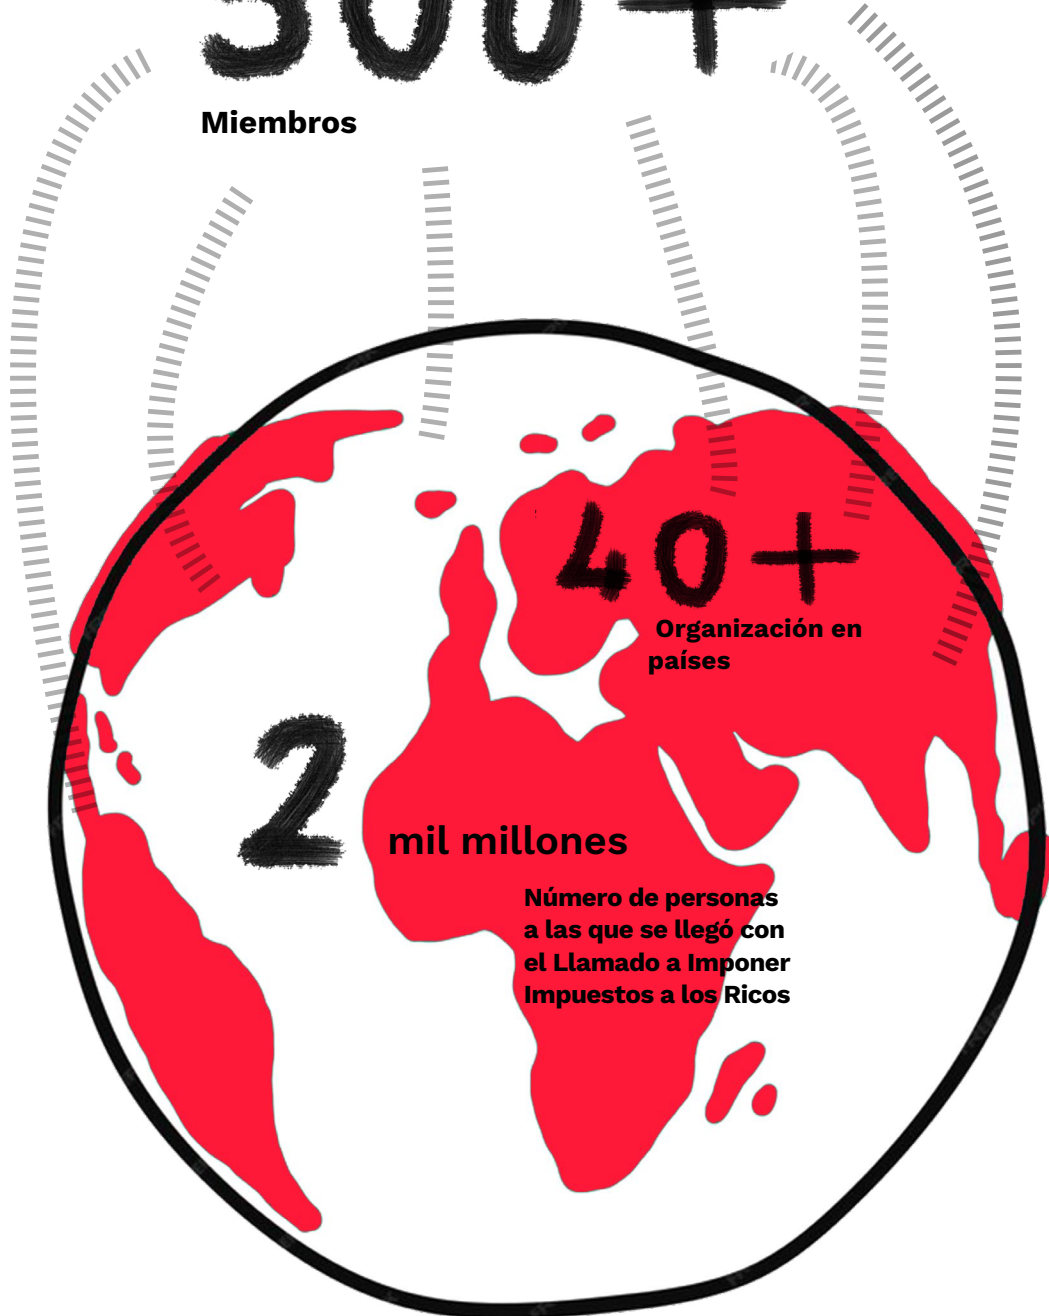 Miembros
40+
Organización en
países
2 mil millones
Número de personas
a las que se llegó con
el Llamado a Imponer
Impuestos a los Ricos